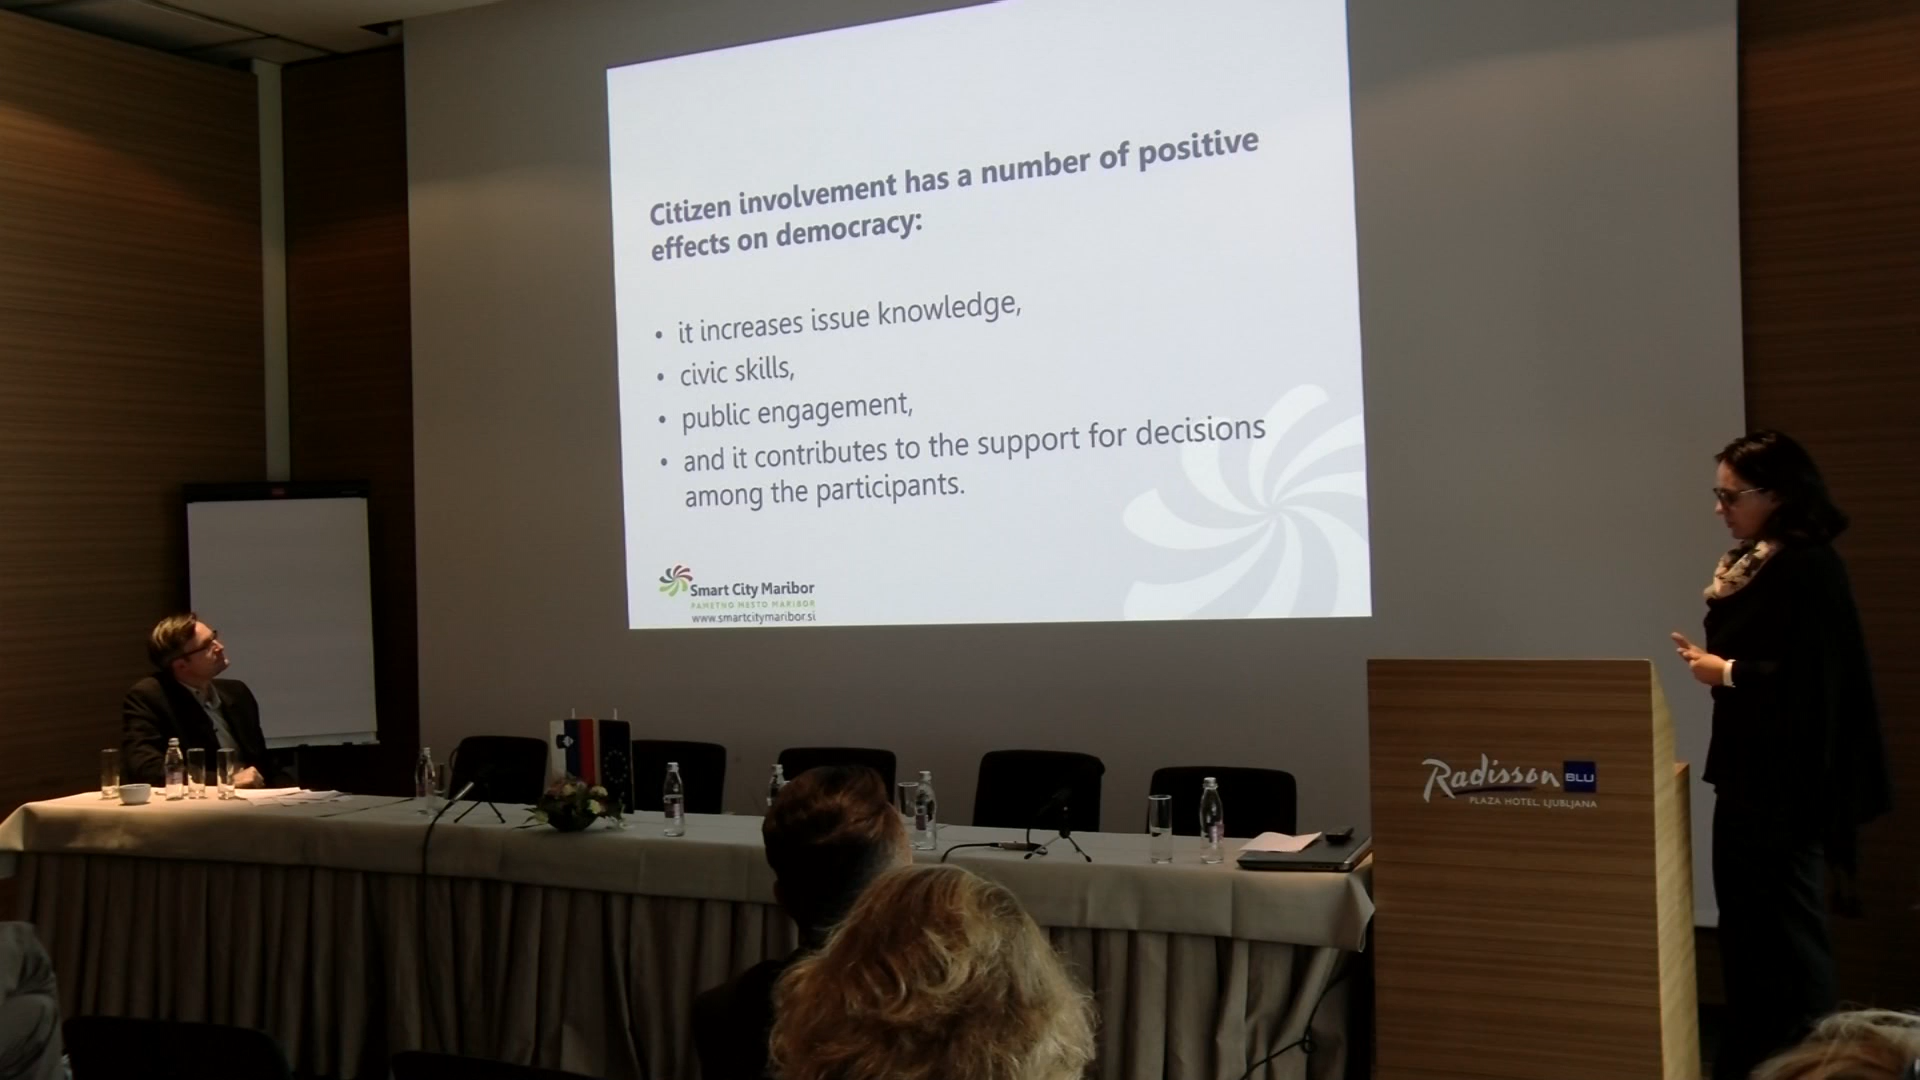 Citizen involvement has a number of positive
effects on democracy:
• it increases issue knowledge,
• civic skills,
• public engagement,
• and it contributes to the support for decisions
among the participants.
Smart City Maribor
PAMETNO MESTO MARIBOR
www.smartcitymaribor.si
Radisson BLU
PLAZA HOTEL, LJUBLJANA